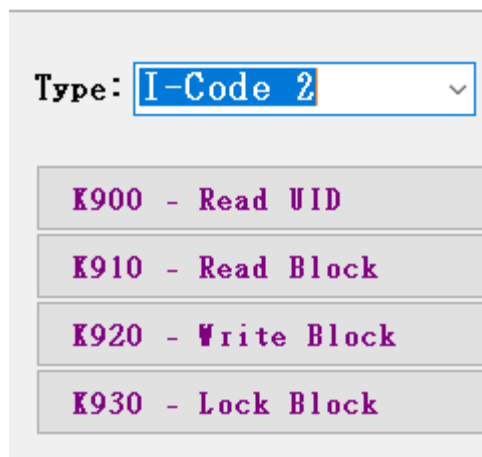 Type: I-Code 2
K900 - Read UID
K910 - Read Block
K920 - Write Block
K930 - Lock Block